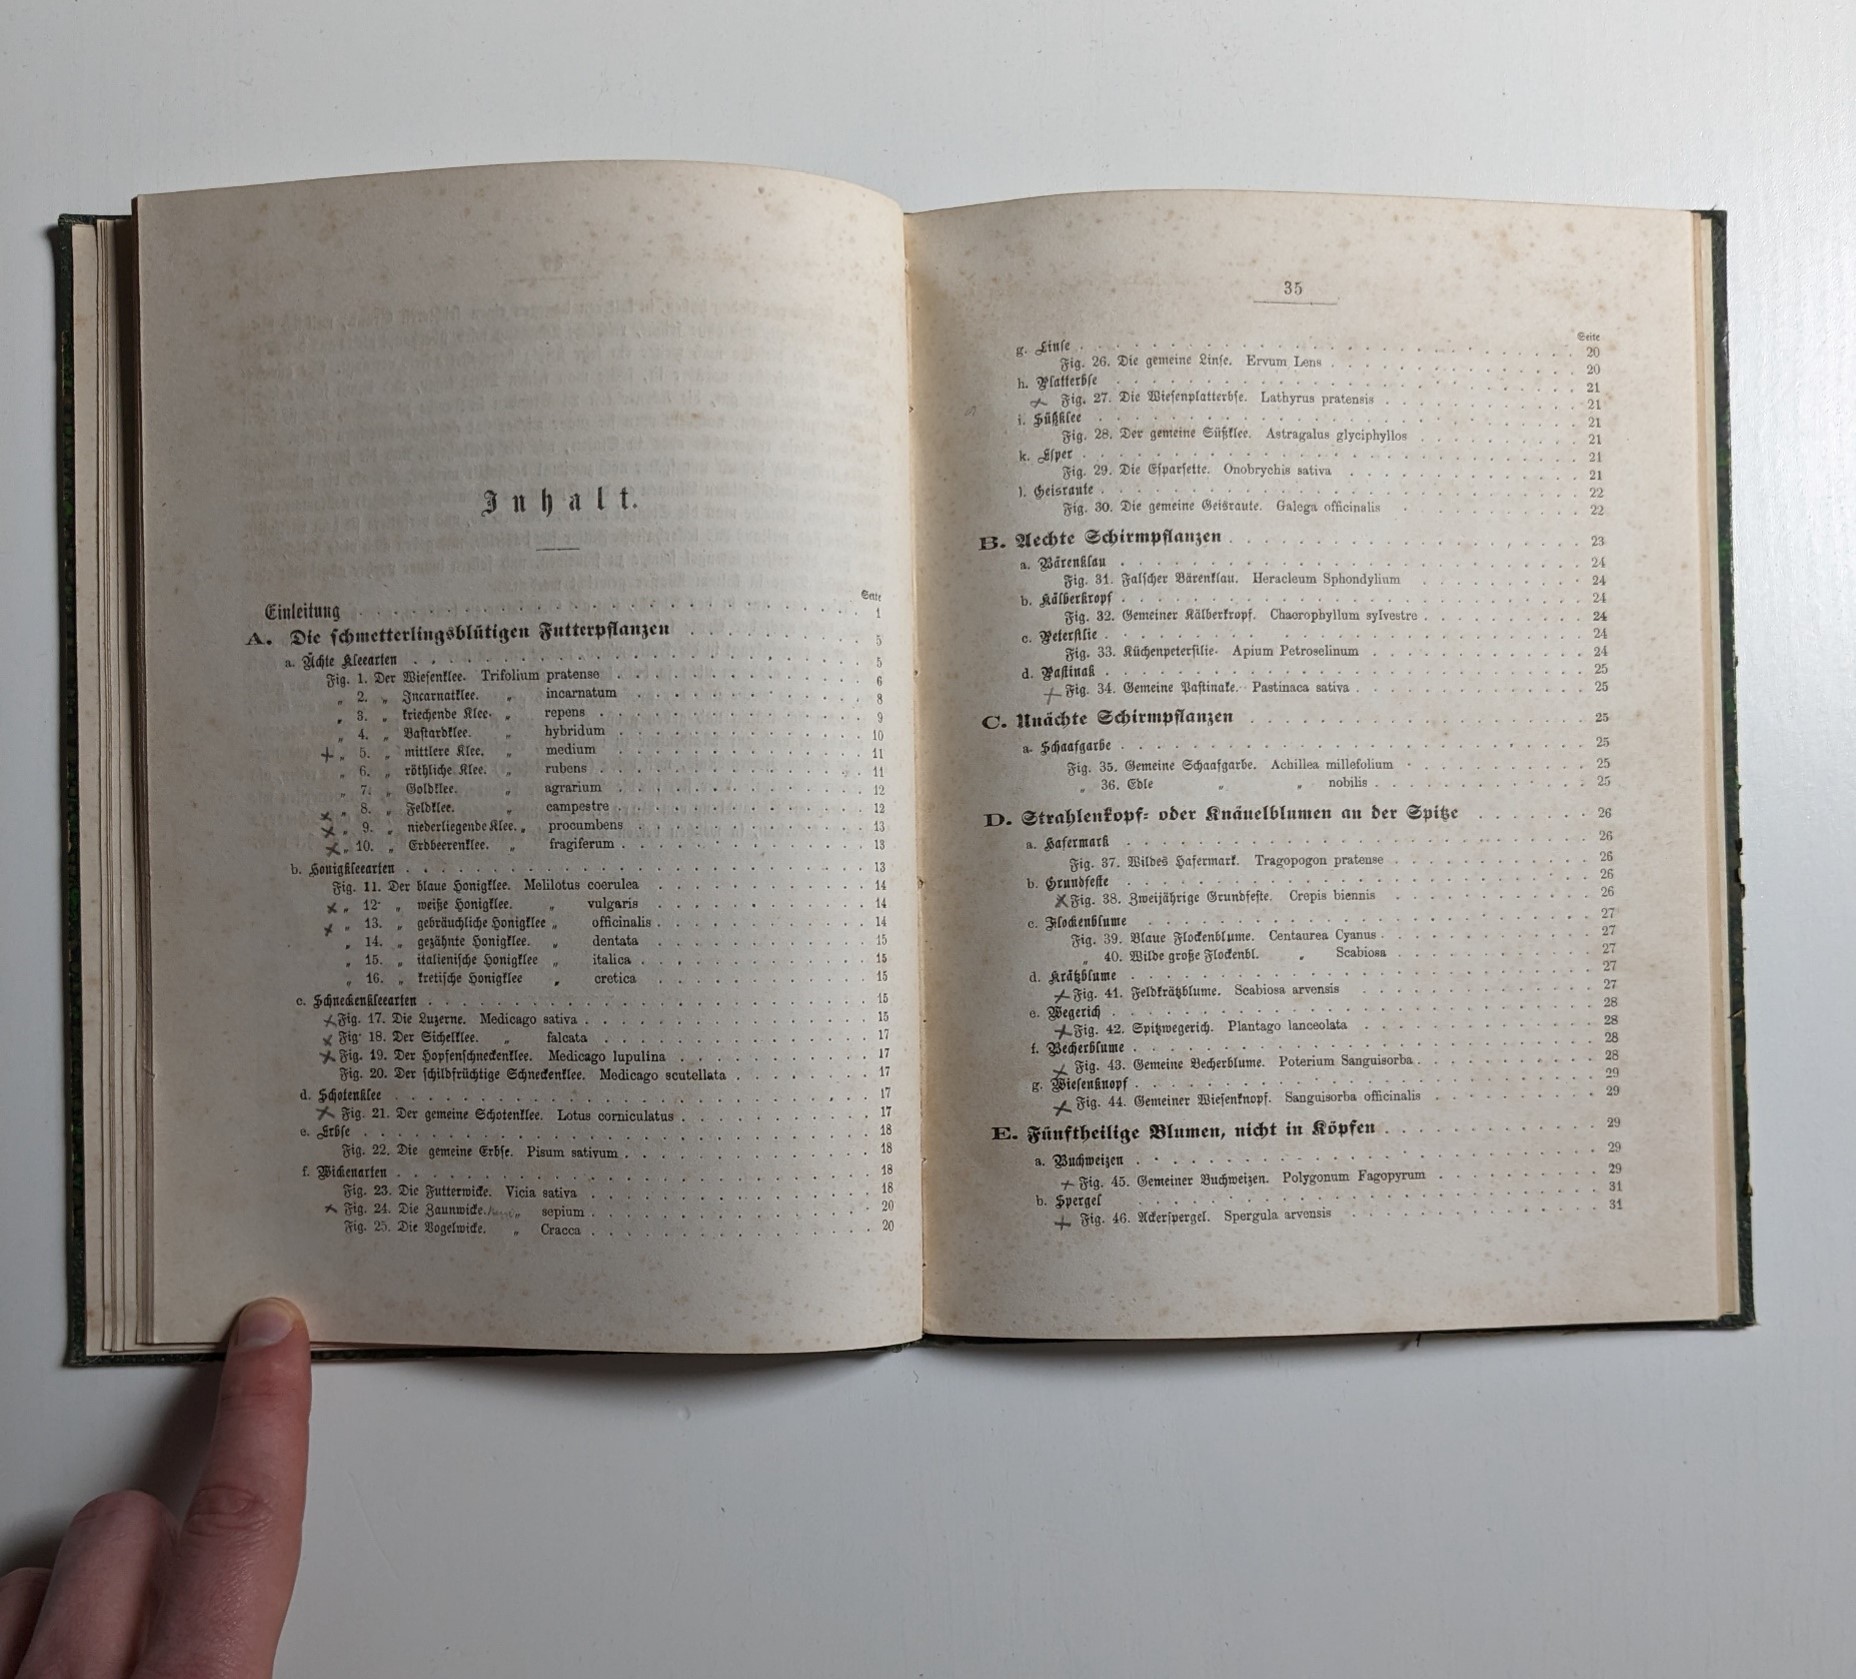 Inhalt.
Seite
Einleitung . . . . . . . . . . 1
A. Die schmetterlingsblütigen Futterpflanzen . . . . . . . 5
a. Ächte Kleearten . . . . . . . . . . 5
Fig. 1. Der Wiesenklee. Trifolium pratense . . . . . . . 6
„ 2. „ Incarnatklee. „ incarnatum . . . . . . . 8
„ 3. „ kriechende Klee. „ repens . . . . . . . 9
„ 4. „ Bastardklee. „ hybridum . . . . . . . 10
„ 5. „ mittlere Klee. „ medium . . . . . . . 11
„ 6. „ röthliche Klee. „ rubens . . . . . . . 11
„ 7. „ Goldklee. „ agrarium . . . . . . . 12
„ 8. „ Feldklee. „ campestre . . . . . . . 12
„ 9. „ niederliegende Klee. „ procumbens . . . . . . . 13
„ 10. „ Erdbeerenklee. „ fragiferum . . . . . . . 13
b. Honigkleearten . . . . . . . . . . 13
Fig. 11. Der blaue Honigklee. Melilotus coerulea . . . . . . . 14
„ 12. „ weiße Honigklee. „ vulgaris . . . . . . . 14
„ 13. „ gebräuchliche Honigklee „ officinalis . . . . . . . 14
„ 14. „ gezähnte Honigklee. „ dentata . . . . . . . 15
„ 15. „ italienische Honigklee „ italica . . . . . . . 15
„ 16. „ kretische Honigklee „ cretica . . . . . . . 15
c. Schneckenkleearten . . . . . . . . . . 15
Fig. 17. Die Luzerne. Medicago sativa . . . . . . . 15
Fig. 18. Der Sichelklee. „ falcata . . . . . . . 17
Fig. 19. Der Hopfenschneckenklee. Medicago lupulina . . . . . . . 17
Fig. 20. Der schildfrüchtige Schneckenklee. Medicago scutellata . . . . . 17
d. Schotenklee . . . . . . . . . . 17
Fig. 21. Der gemeine Schotenklee. Lotus corniculatus . . . . . . . 17
e. Erbse . . . . . . . . . . 18
Fig. 22. Die gemeine Erbse. Pisum sativum . . . . . . . 18
f. Wickenarten . . . . . . . . . . 18
Fig. 23. Die Futterwicke. Vicia sativa . . . . . . . 18
Fig. 24. Die Zaunwicke. „ sepium . . . . . . . 20
Fig. 25. Die Vogelwicke. „ Cracca . . . . . . . 20
35
Seite
g. Linse . . . . . . . . . . 20
Fig. 26. Die gemeine Linse. Ervum Lens . . . . . . . 20
h. Platterbse . . . . . . . . . . 21
Fig. 27. Die Wiesenplatterbse. Lathyrus pratensis . . . . . . . 21
i. Süßklee . . . . . . . . . . 21
Fig. 28. Der gemeine Süßklee. Astragalus glyciphyllos . . . . . . . 21
k. Esper . . . . . . . . . . 21
Fig. 29. Die Esparsette. Onobrychis sativa . . . . . . . 21
l. Geisraute . . . . . . . . . . 22
Fig. 30. Die gemeine Geisraute. Galega officinalis . . . . . . . 22
B. Aechte Schirmpflanzen . . . . . . . . . . 23
a. Bärenklau . . . . . . . . . . 24
Fig. 31. Falscher Bärenklau. Heracleum Sphondylium . . . . . . . 24
b. Kälberkropf . . . . . . . . . . 24
Fig. 32. Gemeiner Kälberkropf. Chaerophyllum sylvestre . . . . . . . 24
c. Petersilie . . . . . . . . . . 24
Fig. 33. Küchenpetersilie. Apium Petroselinum . . . . . . . 24
d. Pastinak . . . . . . . . . . 25
Fig. 34. Gemeine Pastinake. Pastinaca sativa . . . . . . . 25
C. Unächte Schirmpflanzen . . . . . . . . . . 25
a. Schaafgarbe . . . . . . . . . . 25
Fig. 35. Gemeine Schaafgarbe. Achillea millefolium . . . . . . . 25
„ 36. Edle „ „ nobilis . . . . . . . 25
D. Strahlenkopf- oder Knäuelblumen an der Spitze . . . . . 26
a. Hafermark . . . . . . . . . . 26
Fig. 37. Wildes Hafermark. Tragopogon pratense . . . . . . . 26
b. Grundfeste . . . . . . . . . . 26
Fig. 38. Zweijährige Grundfeste. Crepis biennis . . . . . . . 26
c. Flockenblume . . . . . . . . . . 27
Fig. 39. Blaue Flockenblume. Centaurea Cyanus . . . . . . . 27
„ 40. Wilde große Flockenbl. „ Scabiosa . . . . . . . 27
d. Krätzblume . . . . . . . . . . 27
Fig. 41. Feldkrätzblume. Scabiosa arvensis . . . . . . . 27
e. Wegerich . . . . . . . . . . 28
Fig. 42. Spitzwegerich. Plantago lanceolata . . . . . . . 28
f. Becherblume . . . . . . . . . . 28
Fig. 43. Gemeine Becherblume. Poterium Sanguisorba . . . . . . . 28
g. Wiesenknopf . . . . . . . . . . 29
Fig. 44. Gemeiner Wiesenknopf. Sanguisorba officinalis . . . . . . . 29
E. Fünftheilige Blumen, nicht in Köpfen . . . . . . . 29
a. Buchweizen . . . . . . . . . . 29
Fig. 45. Gemeiner Buchweizen. Polygonum Fagopyrum . . . . . . . 29
b. Spergel . . . . . . . . . . 31
Fig. 46. Ackerspergel. Spergula arvensis . . . . . . . 31